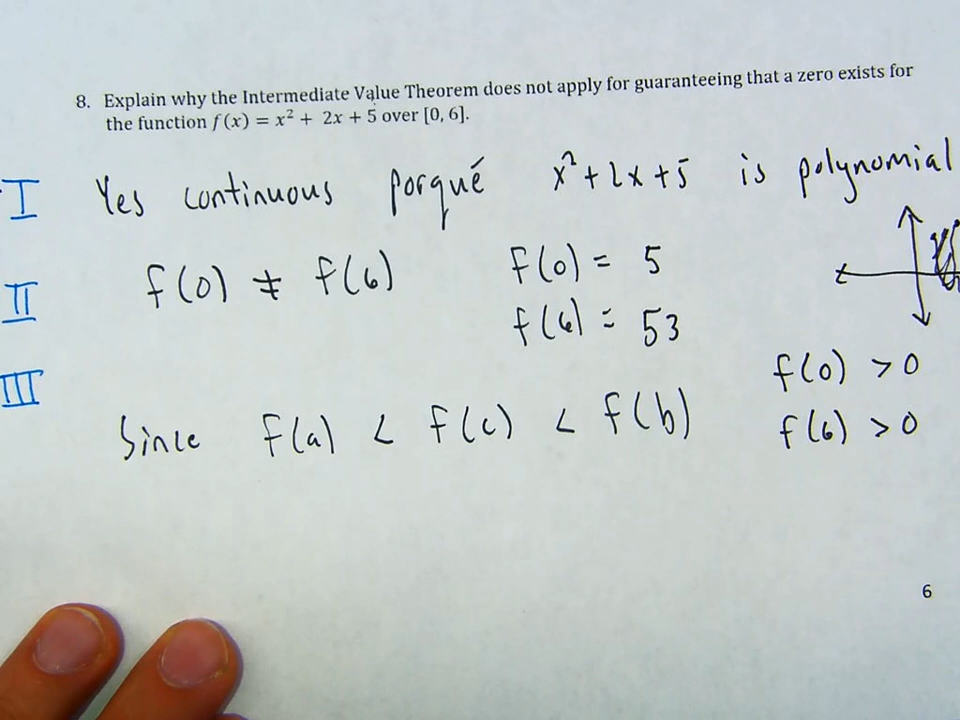 8. Explain why the Intermediate Value Theorem does not apply for guaranteeing that a zero exists for
the function f(x) = x² + 2x + 5 over [0, 6].
I Yes continuous porqué x² + 2x + 5 is polynomial
II f(0) ≠ f(6) f(0) = 5
f(6) = 53
III
f(0) > 0
Since f(a) < f(c) < f(b)
f(6) > 0
6